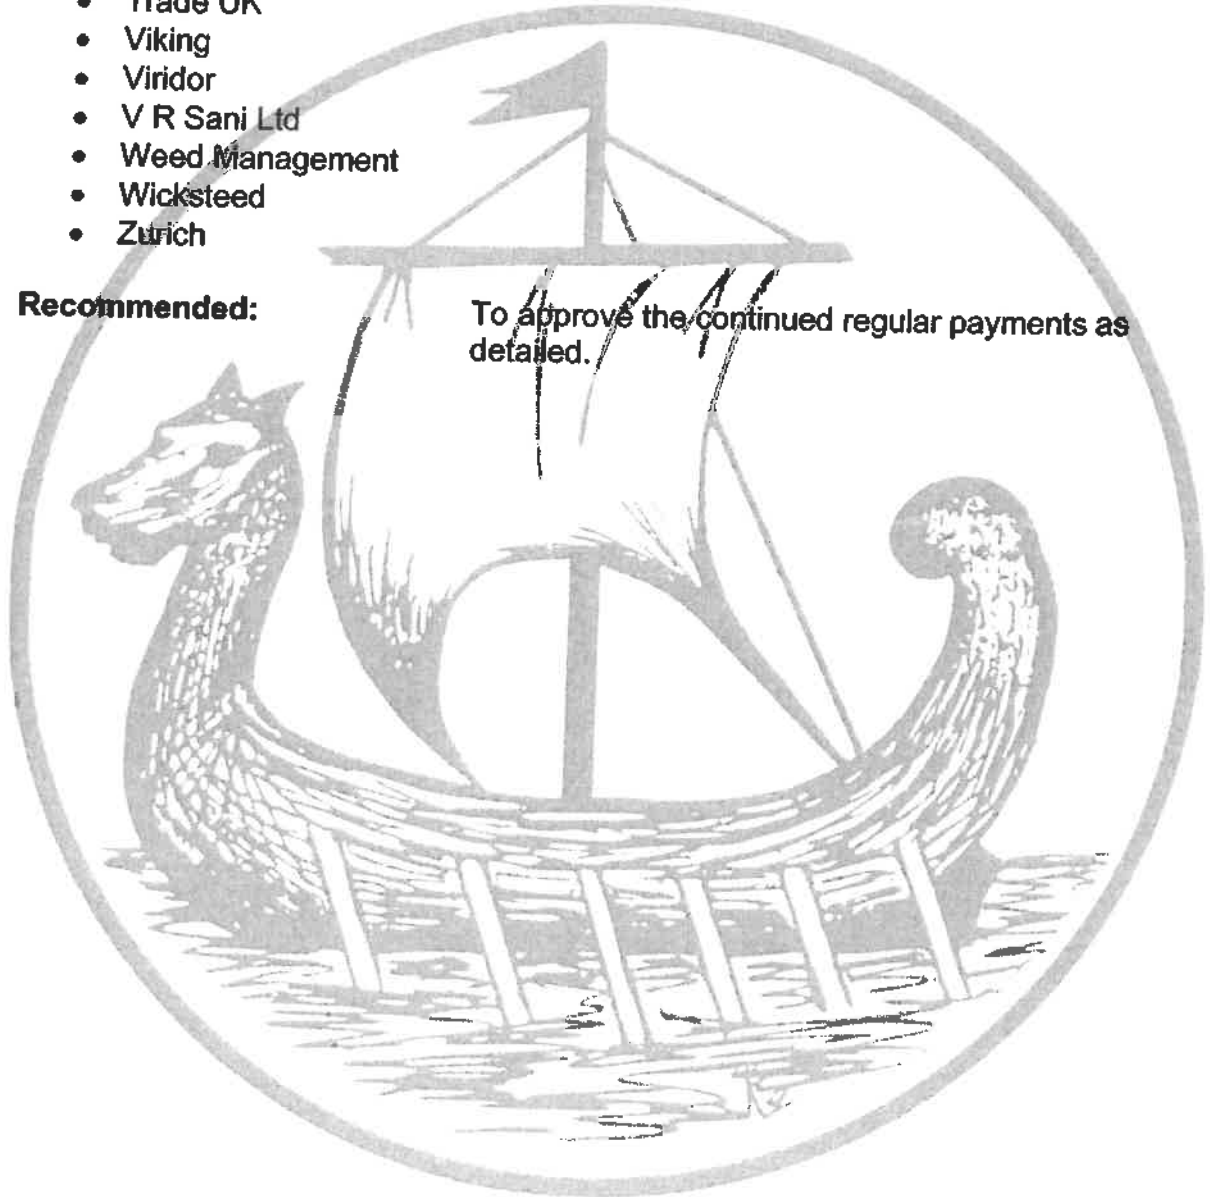 • Trade UK
• Viking
• Viridor
• V R Sani Ltd
• Weed Management
• Wicksteed
• Zurich
Recommended: To approve the continued regular payments as
detailed.